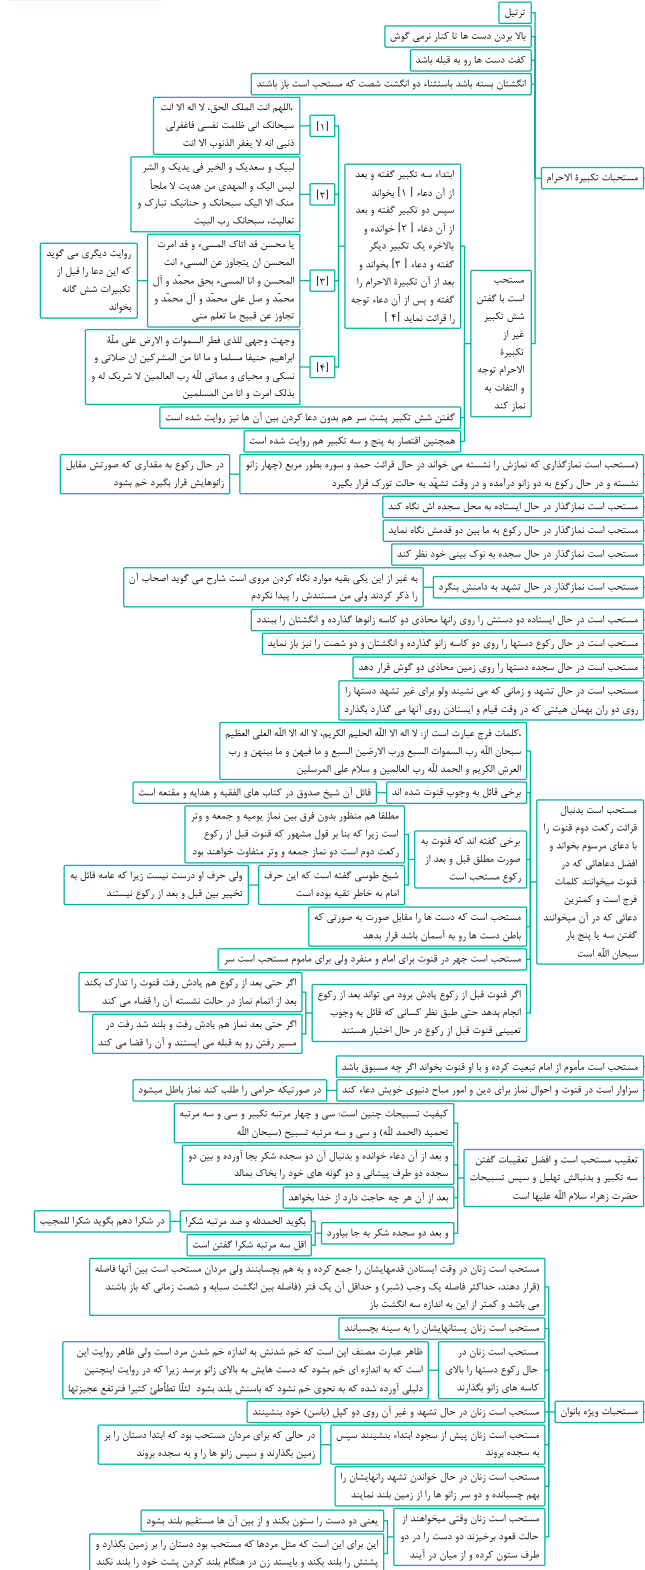 ترتیل
بالا بردن دست ها تا کنار نرمی گوش
کفت دست ها رو به قبله باشد
انگشتان بسته باشد باستثناء دو انگشت شصت که مستحب است باز باشند
مستحبات تکبیرة الاحرام
مستحب
است با گفتن
شش تکبیر
غیر از
تکبیرة
الاحرام توجه
و التفات به
نماز کند
ابتداء سه تکبیر گفته و بعد
از آن دعاء [ ۱] بخواند
سپس دو تکبیر گفته و بعد
از آن دعاء [ ۲] خوانده و
بالاخره یک تکبیر دیگر
گفته و دعاء [ ۳] بخواند و
بعد از آن تکبیرة الاحرام را
گفته و پس از آن دعاء توجه
را قرائت نماید [۴ ]
[۱]
.اللهم انت الملک الحق، لا اله الا انت
سبحانک انی ظلمت نفسی فاغفرلی
ذنبی انه لا یغفر الذنوب الا انت
[۲]
لبیک و سعدیک و الخیر فی یدیک و الشر
لیس الیک و المهدی من هدیت لا ملجأ
منک الا الیک سبحانک و حنانیک تبارک و
تعالیت، سبحانک رب البیت
[۳]
یا محسن قد اتاک المسیء و قد امرت
المحسن ان یتجاوز عن المسیء انت
المحسن و انا المسیء بحق محمّد و آل
محمّد و صل علی محمّد و آل محمّد و
تجاوز عن قبیح ما تعلم منی
روایت دیگری می گوید
که این دعا را قبل از
تکبیرات شش گانه
بخواند
[۴]
وجهت وجهی للذی فطر السموات و الارض علی ملّة
ابراهیم حنیفا مسلما و ما انا من المشرکین ان صلاتی و
نسکی و محیای و مماتی للّه رب العالمین لا شریک له و
بذلک امرت و انا من المسلمین
گفتن شش تکبیر پشت سر هم بدون دعا کردن بین آن ها نیز روایت شده است
همچنین اقتصار به پنج و سه تکبیر هم روایت شده است
(مستحب است نمازگذاری که نمازش را نشسته می خواند در حال قرائت حمد و سوره بطور مربع (چهار زانو
نشسته و در حال رکوع به دو زانو درآمده و در وقت تشهّد به حالت تورک قرار بگیرد
در حال رکوع به مقداری که صورتش مقابل
زانوهایش قرار بگیرد خم بشود
مستحب است نمازگذار در حال ایستاده به محل سجده اش نگاه کند
مستحب است نمازگذار در حال رکوع به ما بین دو قدمش نگاه نماید
مستحب است نمازگذار در حال سجده به نوک بینی خود نظر کند
مستحب است نمازگذار در حال تشهد به دامنش بنگرد
به غیر از این یکی بقیه موارد نگاه کردن مروی است شارح می گوید اصحاب آن
را ذکر کردند ولی من مستندش را پیدا نکردم
مستحب است در حال ایستاده دو دستش را روی رانها محاذی دو کاسه زانوها گذارده و انگشتان را ببندد
مستحب است در حال رکوع دستها را روی دو کاسه زانو گذارده و انگشتان و دو شصت را نیز باز نماید
مستحب است در حال سجده دستها را روی زمین محاذی دو گوش قرار دهد
مستحب است در حال تشهد و زمانی که می نشیند ولو برای غیر تشهد دستها را
روی دو ران بهمان هیئتی که در وقت قیام و ایستادن روی آنها می گذارد بگذارد
مستحب است بدنبال
قرائت رکعت دوم قنوت را
با دعای مرسوم بخواند و
افضل دعاهائی که در
قنوت میخوانند کلمات
فرج است و کمترین
دعائی که در آن میخوانند
گفتن سه یا پنج بار
سبحان اللّه است
.کلمات فرج عبارت است از: لا اله الا اللّه الحلیم الکریم، لا اله الا اللّه العلی العظیم
سبحان اللّه رب السموات السبع ورب الارضین السبع و ما فیهن و ما بینهن و رب
العرش الکریم و الحمد للّه رب العالمین و سلام علی المرسلین
برخی قائل به وجوب قنوت شده اند
قائل آن شیخ صدوق در کتاب های الفقیه و هدایه و مقنعه است
برخی گفته اند که قنوت به
صورت مطلق قبل و بعد از
رکوع مستحب است
مطلقا هم منظور بدون فرق بین نماز یومیه و جمعه و وتر
است زیرا که بنا بر قول مشهور که قنوت قبل از رکوع
رکعت دوم است دو نماز جمعه و وتر متفاوت خواهند بود
شیخ طوسی گفته است که این حرف
امام به خاطر تقیه بوده است
ولی حرف او درست نیست زیرا که عامه قائل به
تخییر بین قبل و بعد از رکوع نیستند
مستحب است که دست ها را مقابل صورت به صورتی که
باطن دست ها رو به آسمان باشد قرار بدهد
مستحب است جهر در قنوت برای امام و منفرد ولی برای ماموم مستحب است سر
اگر قنوت قبل از رکوع یادش برود می تواند بعد از رکوع
انجام بدهد حتی طبق نظر کسانی که قائل به وجوب
تعیینی قنوت قبل از رکوع در حال اختیار هستند
اگر حتی بعد از رکوع هم یادش رفت قنوت را تدارک بکند
بعد از اتمام نماز در حالت نشسته آن را قضاء می کند
اگر حتی بعد نماز هم یادش رفت و بلند شد رفت در
مسیر رفتن رو به قبله می ایستند و آن را قضا می کند
مستحب است مأموم از امام تبعیت کرده و با او قنوت بخواند اگر چه مسبوق باشد
سزاوار است در قنوت و احوال نماز برای دین و امور مباح دنیوی خویش دعاء کند
در صورتیکه حرامی را طلب کند نماز باطل میشود
تعقیب مستحب است و افضل تعقیبات گفتن
سه تکبیر و بدنبالش تهلیل و سپس تسبیحات
حضرت زهراء سلام اللّه علیها است
کیفیت تسبیحات چنین است: سی و چهار مرتبه تکبیر و سی و سه مرتبه
تحمید (الحمد للّه) و سی و سه مرتبه تسبیح (سبحان اللّه
و بعد از آن دعاء خوانده و بدنبال آن دو سجده شکر بجا آورده و بین دو
سجده دو طرف پیشانی و دو گونه های خود را بخاک بمالد
بعد از آن هر چه حاجت دارد از خدا بخواهد
و بعد دو سجده شکر به جا بیاورد
بگوید الحمدلله و صد مرتبه شکرا
در شکرا دهم بگوید شکرا للمجیب
اقل سه مرتبه شکرا گفتن است
مستحبات ویژه بانوان
مستحب است زنان در وقت ایستادن قدمهایشان را جمع کرده و به هم بچسبانند ولی مردان مستحب است بین آنها فاصله
(قرار دهند، حداکثر فاصله یک وجب (شبر) و حداقل آن یک فتر (فاصله بین انگشت سبابه و شصت زمانی که باز باشند
می باشد و کمتر از این به اندازه سه انگشت باز
مستحب است زنان پستانهایشان را به سینه بچسبانند
مستحب است زنان در
حال رکوع دستها را بالای
کاسه های زانو بگذارند
ظاهر عبارت مصنف این است که خم شدنش به اندازه خم شدن مرد است ولی ظاهر روایت این
است که به اندازه ای خم بشود که دست هایش به بالای زانو برسد زیرا که در روایت اینچنین
دلیلی آورده شده که به نحوی خم نشود که باسنش بلند بشود لئلّا تطأطئ کثیرا فترتفع عجیزتها
مستحب است زنان در حال تشهد و غیر آن روی دو کپل (باسن) خود بنشینند
مستحب است زنان پیش از سجود ابتداء بنشینند سپس
به سجده بروند
در حالی که برای مردان مستحب بود که ابتدا دستان را بر
زمین بگذارند و سپس زانو ها را و به سجده بروند
مستحب است زنان در حال خواندن تشهد رانهایشان را
بهم چسبانده و دو سر زانو ها را از زمین بلند نمایند
مستحب است زنان وقتی میخواهند از
حالت قعود برخیزند دو دست را در دو
طرف ستون کرده و از میان در آیند
یعنی دو دست را ستون بکند و از بین آن ها مستقیم بلند بشود
این برای این است که مثل مردها که مستحب بود دستان را بر زمین بگذارد و
پشتش را بلند بکند و بایستد زن در هنگام بلند کردن پشت خود را بلند نکند